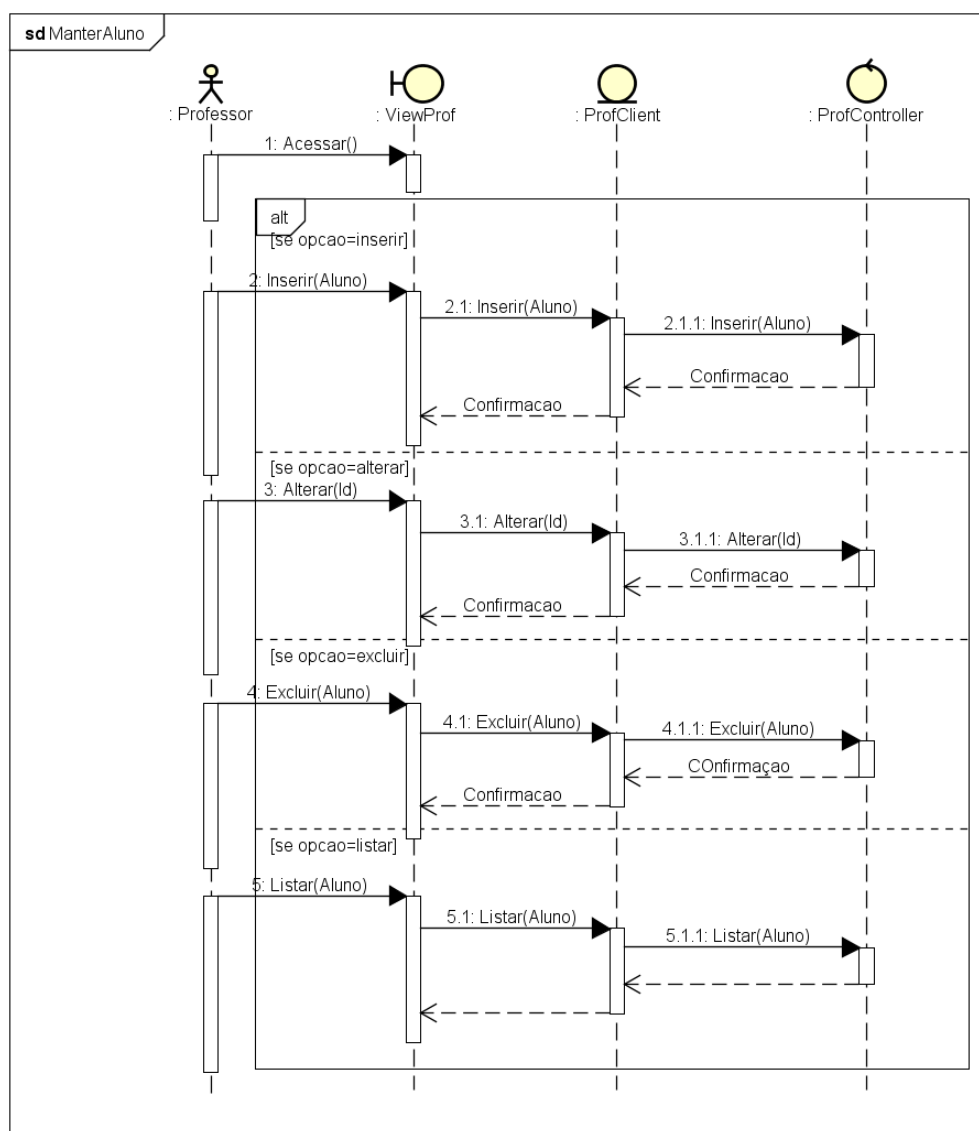 sd ManterAluno
: Professor
: ViewProf
: ProfClient
: ProfController
1: Acessar()
alt
[se opcao=inserir]
2: Inserir(Aluno)
2.1: Inserir(Aluno)
2.1.1: Inserir(Aluno)
Confirmacao
Confirmacao
[se opcao=alterar]
3: Alterar(Id)
3.1: Alterar(Id)
3.1.1: Alterar(Id)
Confirmacao
Confirmacao
[se opcao=excluir]
4: Excluir(Aluno)
4.1: Excluir(Aluno)
4.1.1: Excluir(Aluno)
COnfirmaçao
Confirmacao
[se opcao=listar]
5: Listar(Aluno)
5.1: Listar(Aluno)
5.1.1: Listar(Aluno)